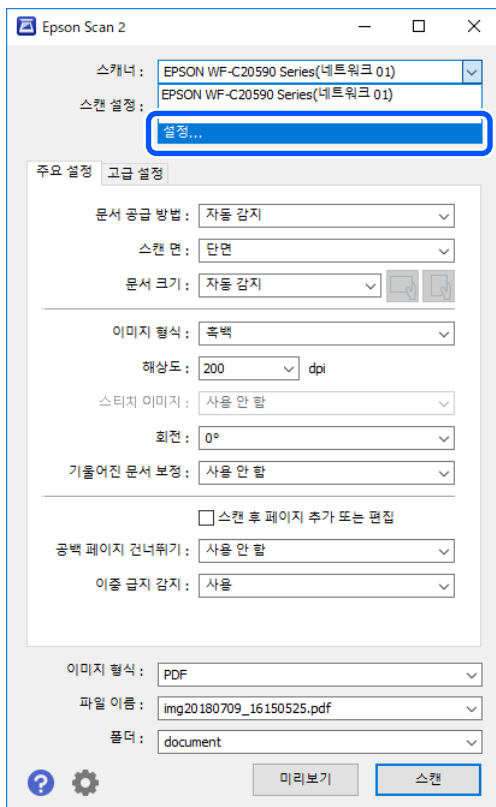 Epson Scan 2
스캐너 : EPSON WF-C20590 Series(네트워크 01)
EPSON WF-C20590 Series(네트워크 01)
스캔 설정 :
설정...
주요 설정 고급 설정
문서 공급 방법 : 자동 감지
스캔 면 : 단면
문서 크기 : 자동 감지
이미지 형식 : 흑백
해상도 : 200 dpi
스티치 이미지 : 사용 안 함
회전 : 0°
기울어진 문서 보정 : 사용 안 함
스캔 후 페이지 추가 또는 편집
공백 페이지 건너뛰기 : 사용 안 함
이중 급지 감지 : 사용
이미지 형식 : PDF
파일 이름 : img20180709_16150525.pdf
폴더 : document
? 미리보기 스캔